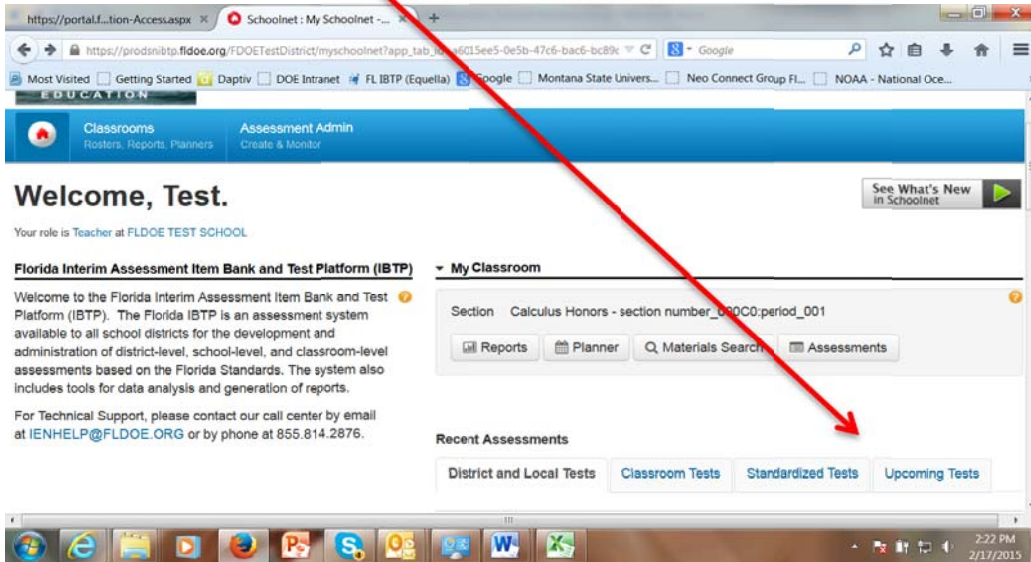 https://portal.f...tion-Access.aspx
Schoolnet : My Schoolnet -...
https://prodsnibtp.fldoe.org/FDOETestDistrict/myschoolnet?app_tab_
a6015ee5-0e5b-47c6-bac6-bc89c
Google
Most Visited Getting Started Daptiv DOE Intranet FL IBTP (Equella) Google Montana State Univers... Neo Connect Group Fl... NOAA - National Oce...
EDUCATION
Classrooms
Rosters, Reports, Planners
Assessment Admin
Create & Monitor
Welcome, Test.
See What's New
in Schoolnet
Your role is Teacher at FLDOE TEST SCHOOL
Florida Interim Assessment Item Bank and Test Platform (IBTP)
Welcome to the Florida Interim Assessment Item Bank and Test
Platform (IBTP). The Florida IBTP is an assessment system
available to all school districts for the development and
administration of district-level, school-level, and classroom-level
assessments based on the Florida Standards. The system also
includes tools for data analysis and generation of reports.
For Technical Support, please contact our call center by email
at IENHELP@FLDOE.ORG or by phone at 855.814.2876.
My Classroom
Section Calculus Honors - section number_000C0:period_001
Reports Planner Materials Search Assessments
Recent Assessments
District and Local Tests Classroom Tests Standardized Tests Upcoming Tests
2:22 PM
2/17/2015